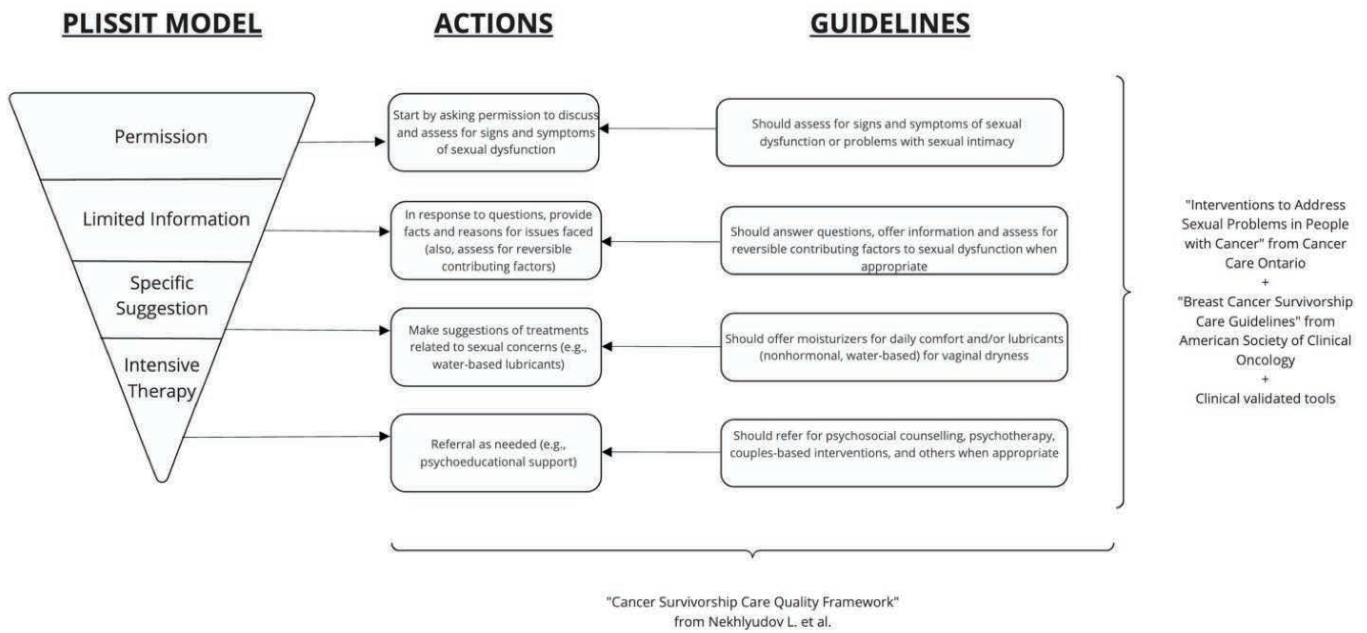 PLISSIT MODEL
ACTIONS
GUIDELINES
Permission
Start by asking permission to discuss
and assess for signs and symptoms
of sexual dysfunction
Should assess for signs and symptoms of sexual
dysfunction or problems with sexual intimacy
Limited Information
In response to questions, provide
facts and reasons for issues faced
(also, assess for reversible
contributing factors)
Should answer questions, offer information and assess for
reversible contributing factors to sexual dysfunction when
appropriate
Specific
Suggestion
Make suggestions of treatments
related to sexual concerns (e.g.,
water-based lubricants)
Should offer moisturizers for daily comfort and/or lubricants
(nonhormonal, water-based) for vaginal dryness
Intensive
Therapy
Referral as needed (e.g.,
psychoeducational support)
Should refer for psychosocial counselling, psychotherapy,
couples-based interventions, and others when appropriate
"Interventions to Address
Sexual Problems in People
with Cancer" from Cancer
Care Ontario
+
"Breast Cancer Survivorship
Care Guidelines" from
American Society of Clinical
Oncology
+
Clinical validated tools
"Cancer Survivorship Care Quality Framework"
from Nekhlyudov L. et al.